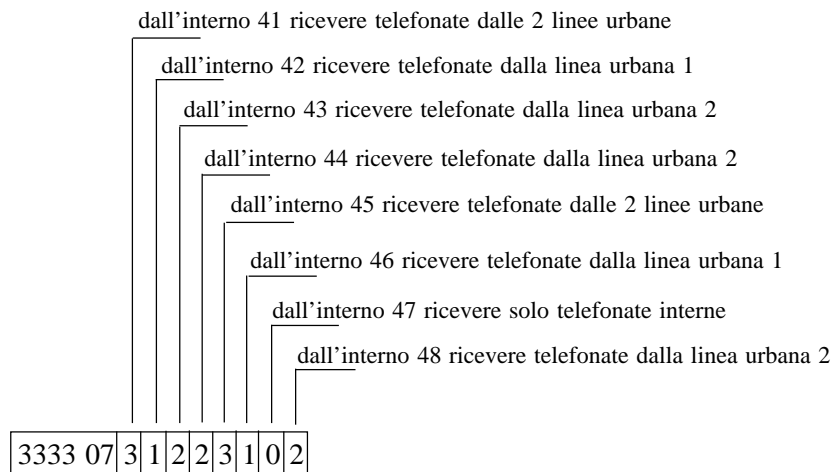 dall'interno 41 ricevere telefonate dalle 2 linee urbane
dall'interno 42 ricevere telefonate dalla linea urbana 1
dall'interno 43 ricevere telefonate dalla linea urbana 2
dall'interno 44 ricevere telefonate dalla linea urbana 2
dall'interno 45 ricevere telefonate dalle 2 linee urbane
dall'interno 46 ricevere telefonate dalla linea urbana 1
dall'interno 47 ricevere solo telefonate interne
dall'interno 48 ricevere telefonate dalla linea urbana 2
3333 07 3 1 2 2 3 1 0 2